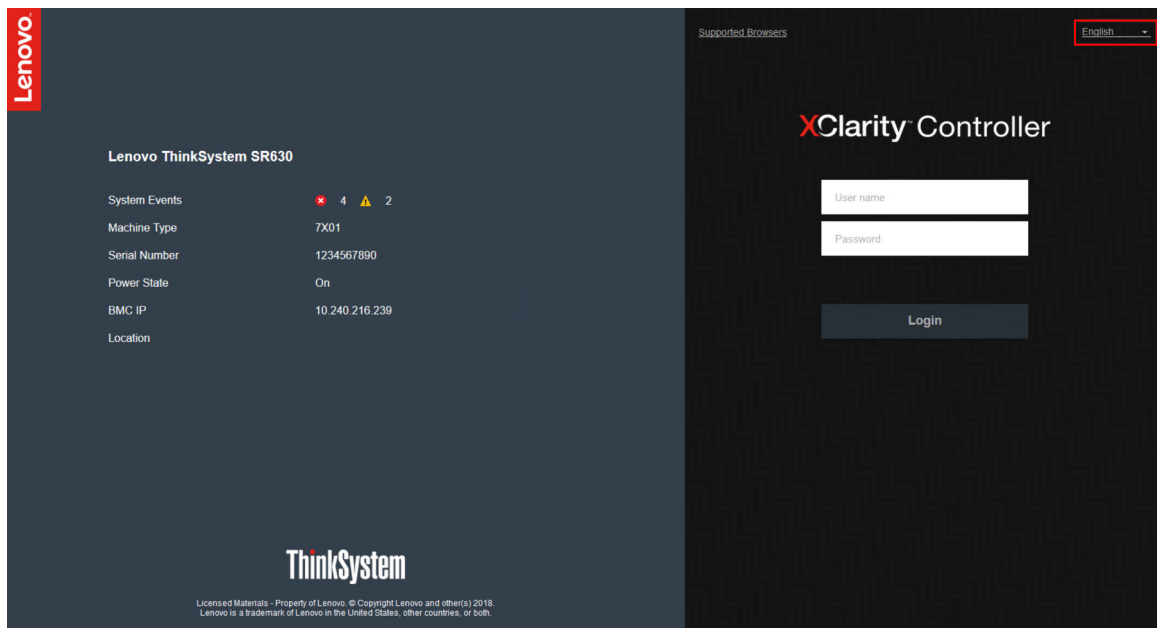 Lenovo
Lenovo ThinkSystem SR630
System Events 4 2
Machine Type 7X01
Serial Number 1234567890
Power State On
BMC IP 10.240.216.239
Location
ThinkSystem
Licensed Materials - Property of Lenovo. © Copyright Lenovo and other(s) 2018.
Lenovo is a trademark of Lenovo in the United States, other countries, or both.
Supported Browsers English
XClarity™ Controller
User name
Password
Login